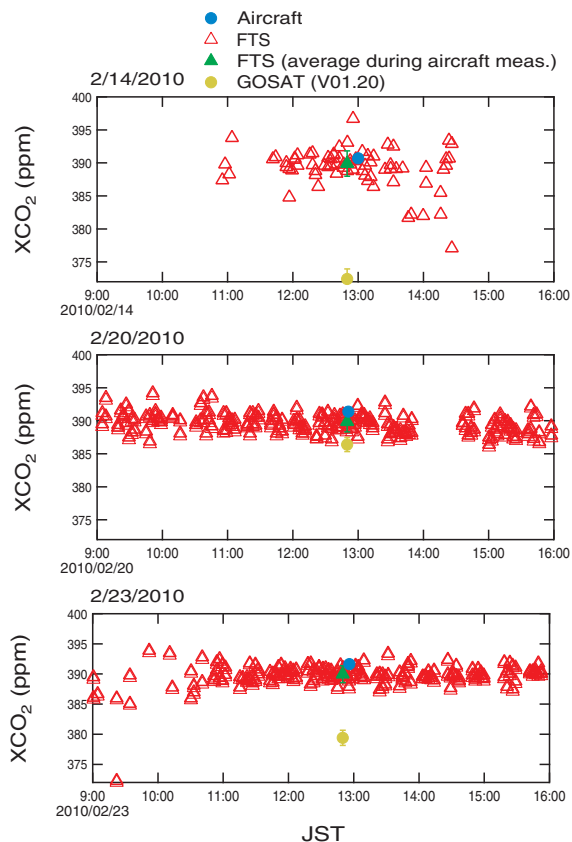 Aircraft
FTS
FTS (average during aircraft meas.)
GOSAT (V01.20)
2/14/2010
XCO₂ (ppm)
400
395
390
385
380
375
9:00 10:00 11:00 12:00 13:00 14:00 15:00 16:00
2010/02/14
2/20/2010
XCO₂ (ppm)
400
395
390
385
380
375
9:00 10:00 11:00 12:00 13:00 14:00 15:00 16:00
2010/02/20
2/23/2010
XCO₂ (ppm)
400
395
390
385
380
375
9:00 10:00 11:00 12:00 13:00 14:00 15:00 16:00
2010/02/23
JST